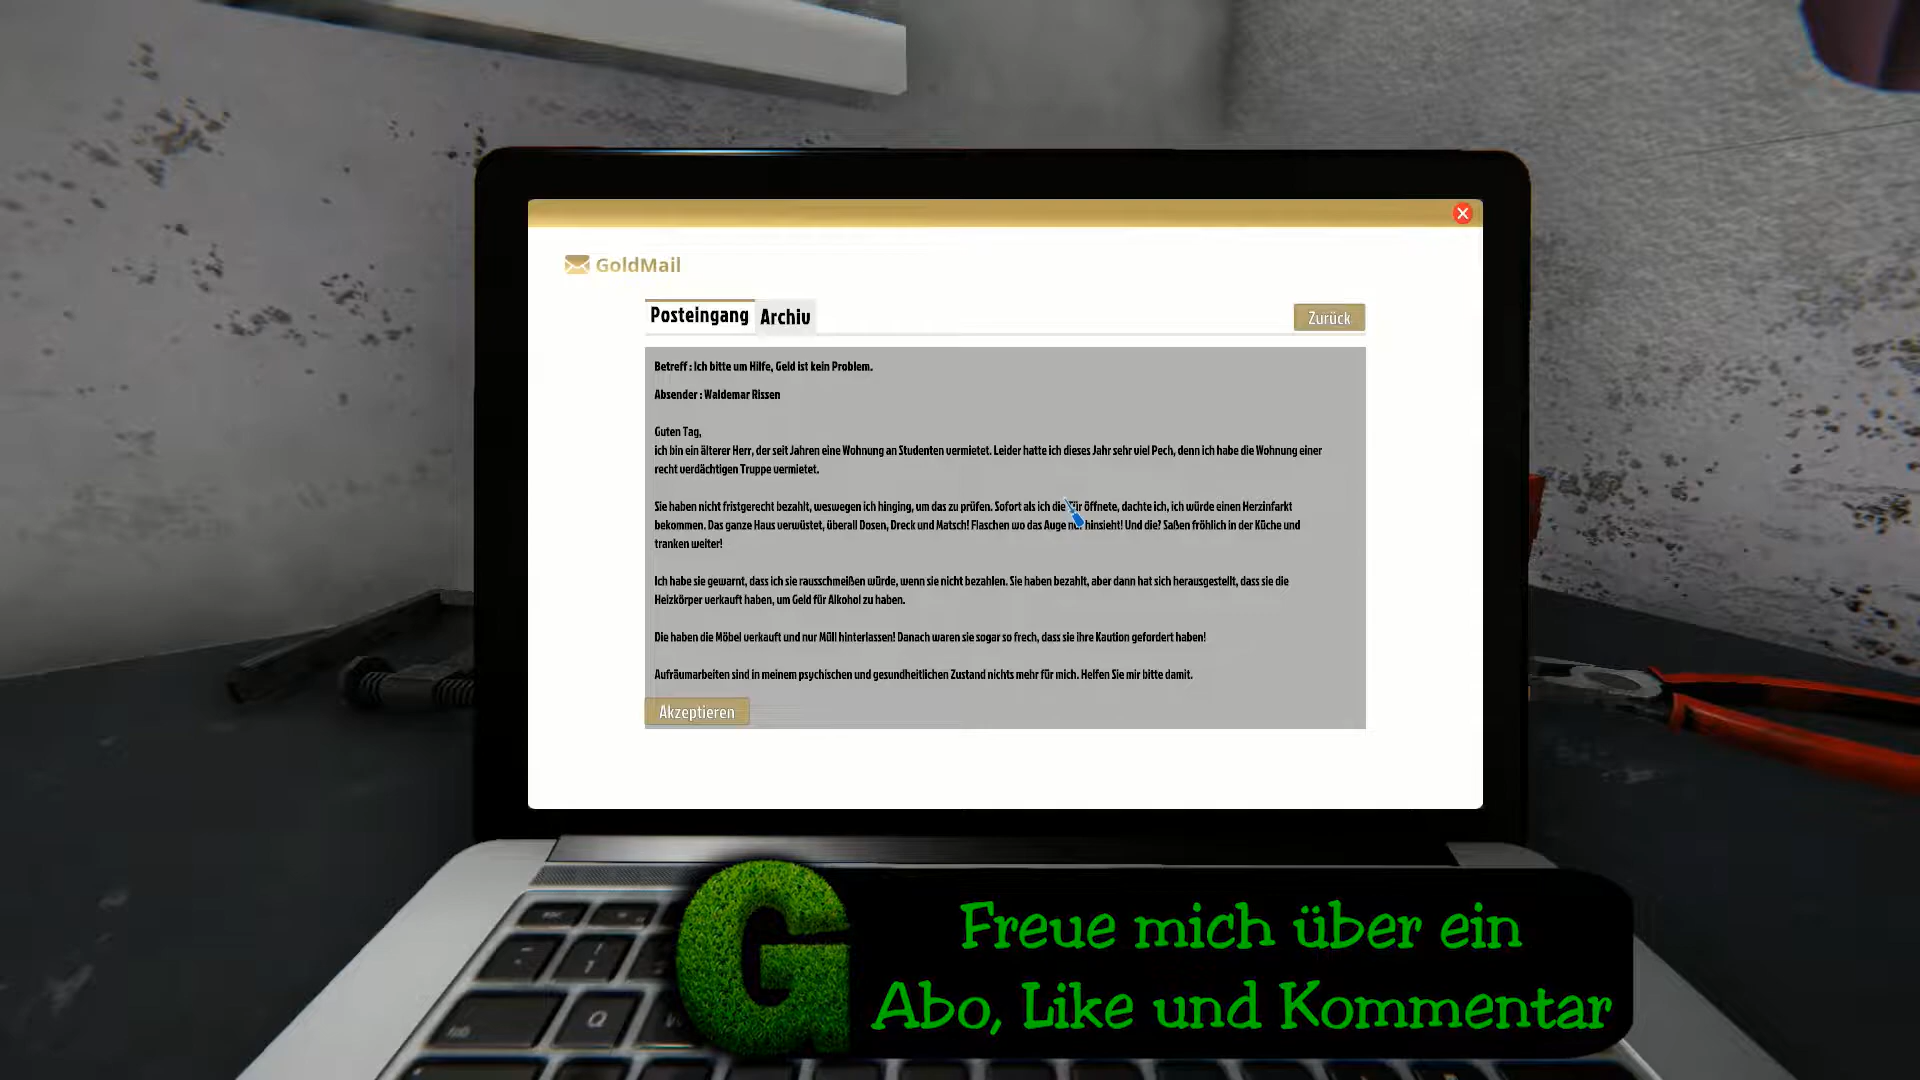 GoldMail
Posteingang
Archiv
Zurück
Betreff : Ich bitte um Hilfe, Geld ist kein Problem.
Absender : Waldemar Rissen
Guten Tag,
ich bin ein älterer Herr, der seit Jahren eine Wohnung an Studenten vermietet. Leider hatte ich dieses Jahr sehr viel Pech, denn ich habe die Wohnung einer
recht verdächtigen Truppe vermietet.
Sie haben nicht fristgerecht bezahlt, weswegen ich hinging, um das zu prüfen. Sofort als ich die Tür öffnete, dachte ich, ich würde einen Herzinfarkt
bekommen. Das ganze Haus verwüstet, überall Dosen, Dreck und Matsch! Flaschen wo das Auge nur hinsieht! Und die? Saßen fröhlich in der Küche und
tranken weiter!
Ich habe sie gewarnt, dass ich sie rausschmeißen würde, wenn sie nicht bezahlen. Sie haben bezahlt, aber dann hat sich herausgestellt, dass sie die
Heizkörper verkauft haben, um Geld für Alkohol zu haben.
Die haben die Möbel verkauft und nur Müll hinterlassen! Danach waren sie sogar so frech, dass sie ihre Kaution gefordert haben!
Aufräumarbeiten sind in meinem psychischen und gesundheitlichen Zustand nichts mehr für mich. Helfen Sie mir bitte damit.
Akzeptieren
G
Freue mich über ein
Abo, Like und Kommentar
Q